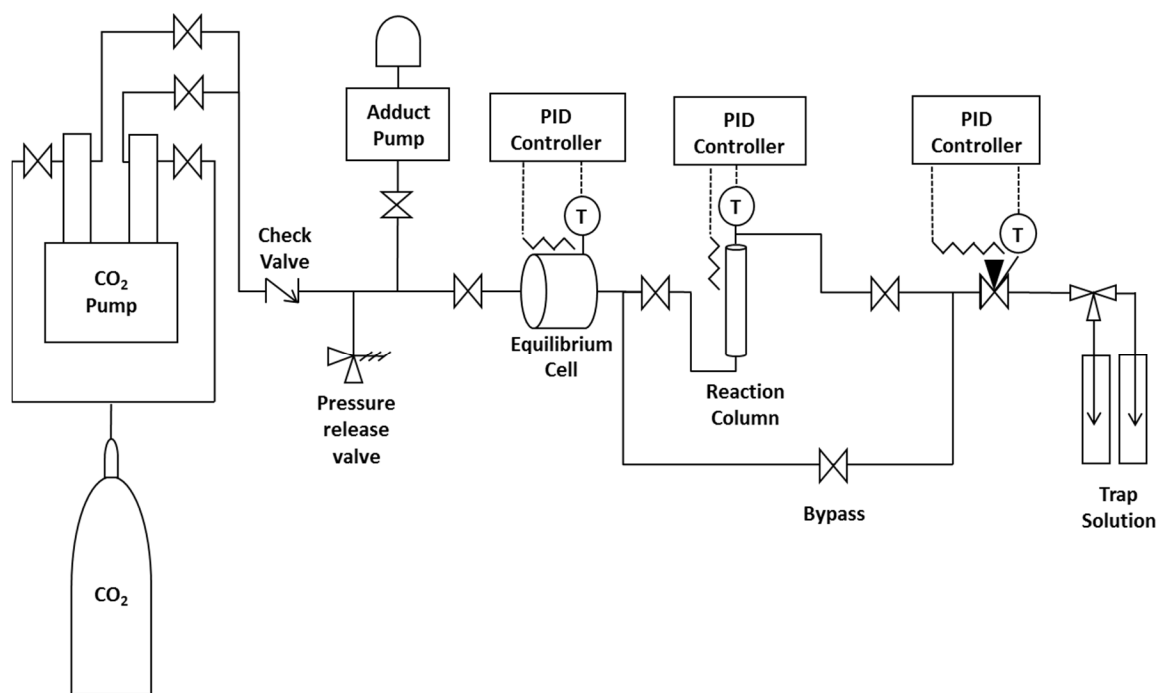 Adduct
Pump
PID
Controller
PID
Controller
PID
Controller
T
T
T
Check
Valve
CO₂
Pump
Equilibrium
Cell
Reaction
Column
Pressure
release
valve
Bypass
Trap
Solution
CO₂